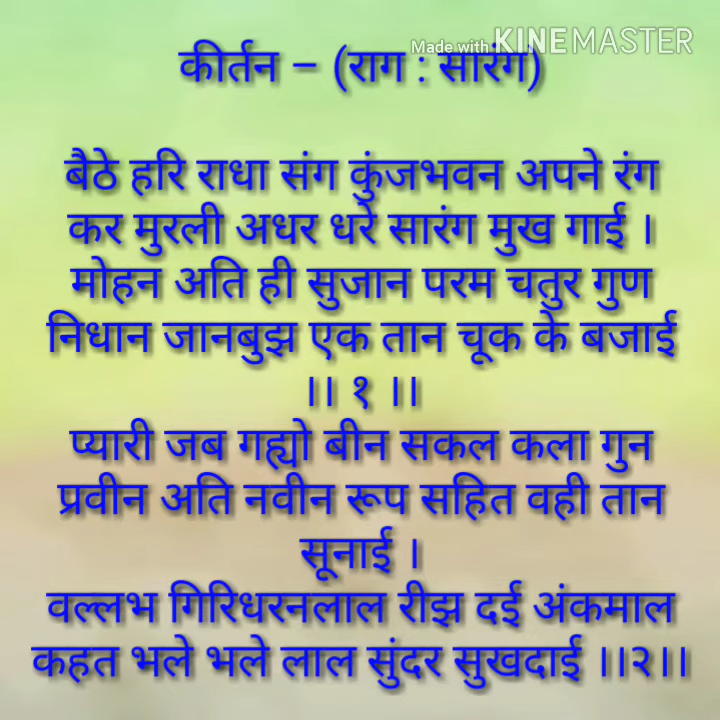 Made with KINEMASTER
कीर्तन – (राग : सारंग)
बैठे हरि राधा संग कुंजभवन अपने रंग
कर मुरली अधर धरे सारंग मुख गाई ।
मोहन अति ही सुजान परम चतुर गुण
निधान जानबुझ एक तान चूक के बजाई
।। १ ।।
प्यारी जब गह्यो बीन सकल कला गुन
प्रवीन अति नवीन रूप सहित वही तान
सूनाई ।
वल्लभ गिरिधरनलाल रीझ दई अंकमाल
कहत भले भले लाल सुंदर सुखदाई ।।२।।